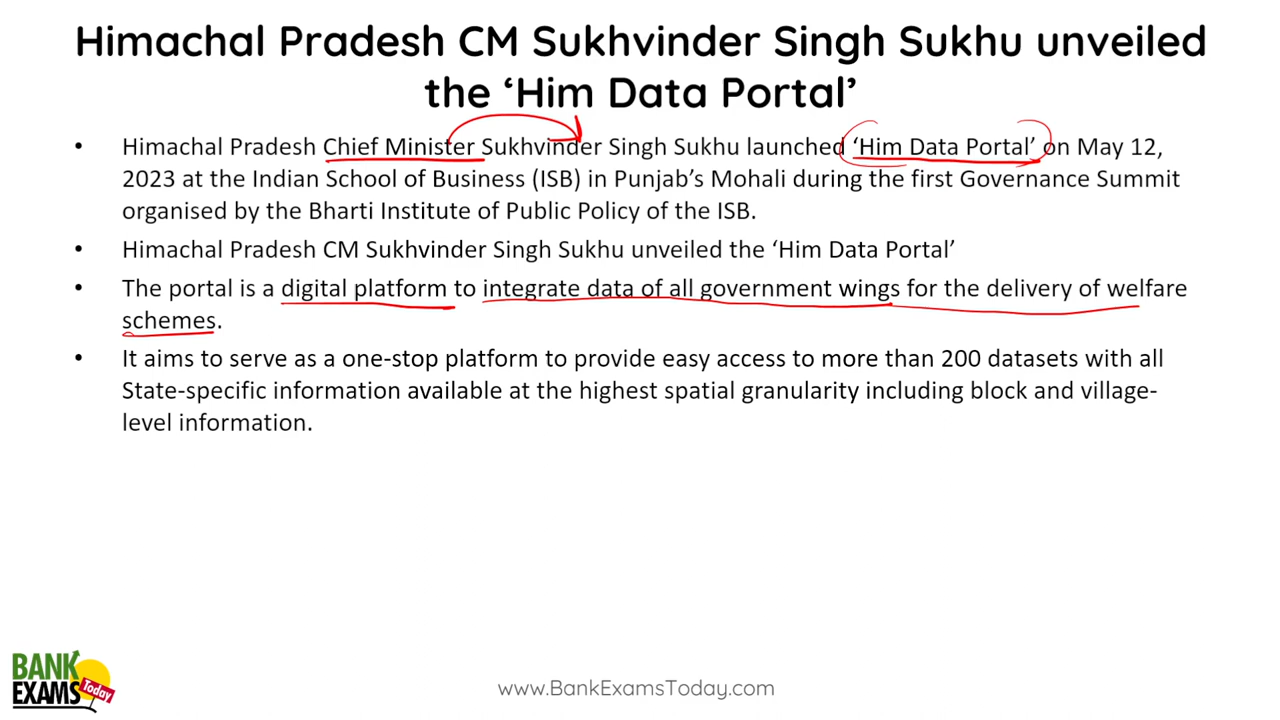 Himachal Pradesh CM Sukhvinder Singh Sukhu unveiled
the ‘Him Data Portal’
• Himachal Pradesh Chief Minister Sukhvinder Singh Sukhu launched ‘Him Data Portal’ on May 12,
2023 at the Indian School of Business (ISB) in Punjab’s Mohali during the first Governance Summit
organised by the Bharti Institute of Public Policy of the ISB.
• Himachal Pradesh CM Sukhvinder Singh Sukhu unveiled the ‘Him Data Portal’
• The portal is a digital platform to integrate data of all government wings for the delivery of welfare
schemes.
• It aims to serve as a one-stop platform to provide easy access to more than 200 datasets with all
State-specific information available at the highest spatial granularity including block and village-
level information.
BANK
EXAMS
Today
www.BankExamsToday.com